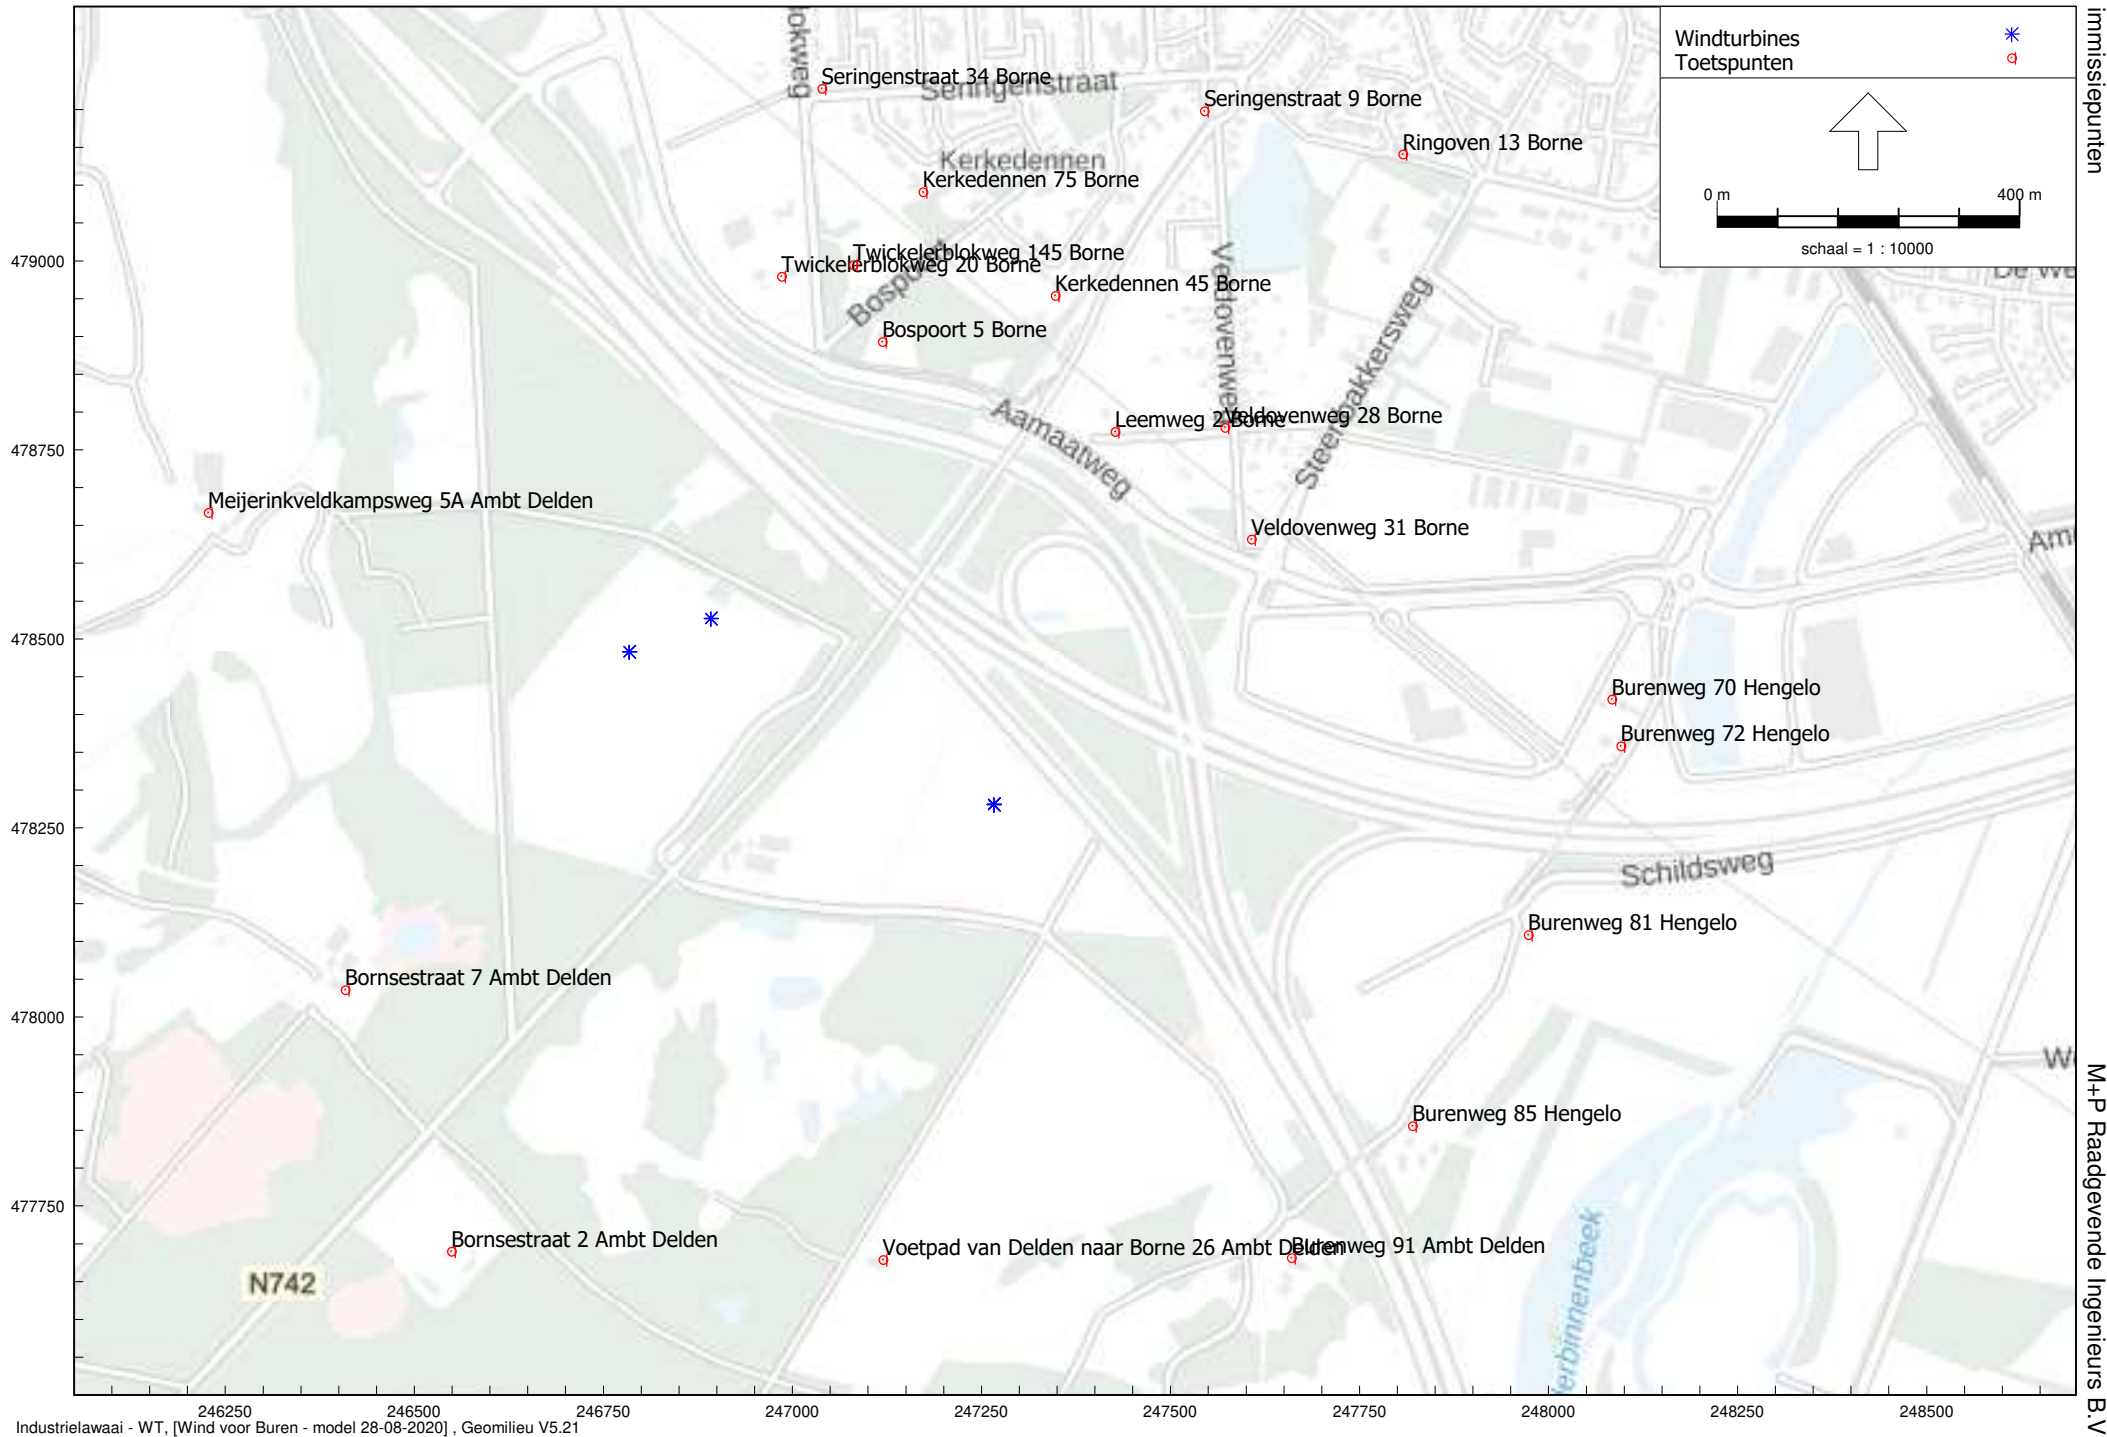 immissiepunten
Windturbines
Toetspunten
0 m
400 m
schaal = 1 : 10000
Seringenstraat 34 Borne
Seringenstraat
Seringenstraat 9 Borne
Ringoven 13 Borne
Kerkedennen
Kerkedennen 75 Borne
Twickelerblokweg 145 Borne
Twickelerblokweg 20 Borne
Kerkedennen 45 Borne
Bospoort
Bospoort 5 Borne
Veldovenweg
Steenbakkersweg
Aamaatweg
Leemweg 2 Borne
Veldovenweg 28 Borne
Meijerinkveldkampsweg 5A Ambt Delden
Veldovenweg 31 Borne
Burenweg 70 Hengelo
Burenweg 72 Hengelo
Schildsweg
Burenweg 81 Hengelo
Bornsestraat 7 Ambt Delden
Burenweg 85 Hengelo
Bornsestraat 2 Ambt Delden
Voetpad van Delden naar Borne 26 Ambt Delden
Burenweg 91 Ambt Delden
N742
479000
478750
478500
478250
478000
477750
246250
246500
246750
247000
247250
247500
247750
248000
248250
248500
Industrielawaai - WT, [Wind voor Buren - model 28-08-2020] , Geomilieu V5.21
M+P Raadgevende Ingenieurs B.V